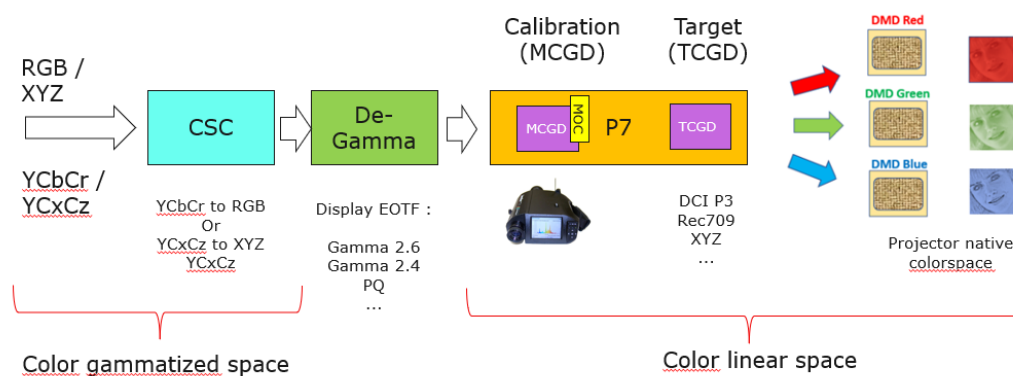 RGB /
XYZ
YCbCr /
YCxCz
CSC
YCbCr to RGB
Or
YCxCz to XYZ
YCxCz
De-
Gamma
Display EOTF :
Gamma 2.6
Gamma 2.4
PQ
...
Calibration
(MCGD)
Target
(TCGD)
MCGD
MOC
P7
TCGD
DCI P3
Rec709
XYZ
...
DMD Red
DMD Green
DMD Blue
Projector native
colorspace
Color gammatized space
Color linear space